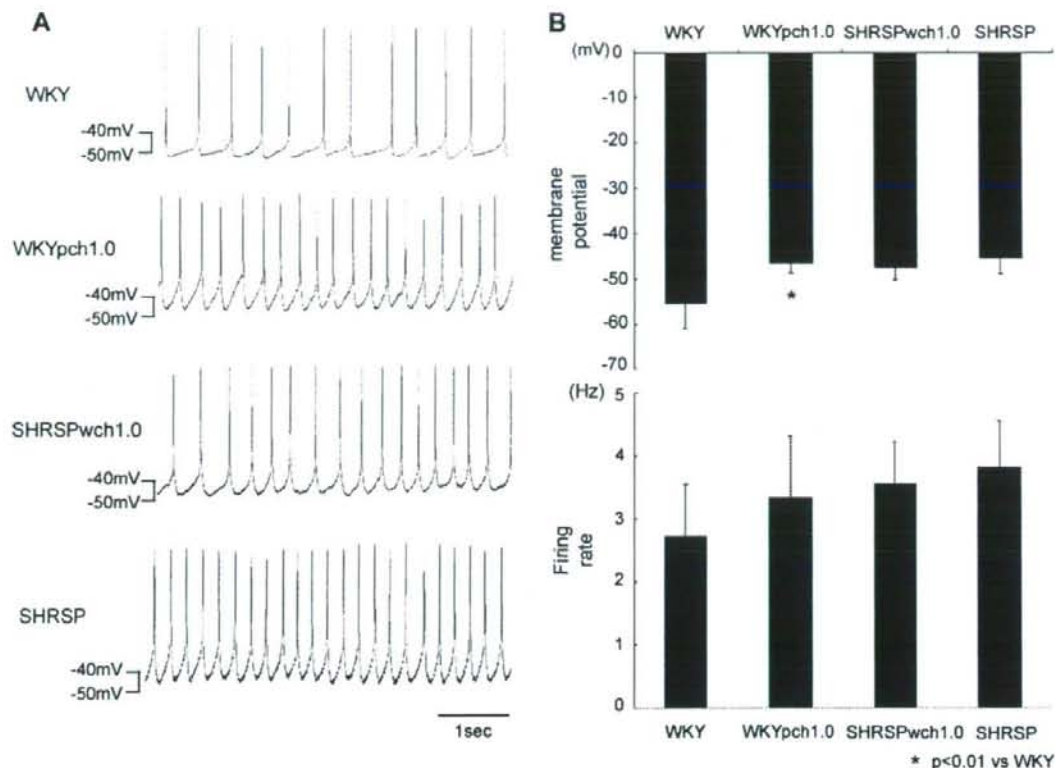 A
WKY
-40mV
-50mV
WKYpch1.0
-40mV
-50mV
SHRSPwch1.0
-40mV
-50mV
SHRSP
-40mV
-50mV
1sec
B
WKY WKYpch1.0 SHRSPwch1.0 SHRSP
(mV) 0
-10
-20
-30
-40
-50
-60
-70
membrane
potential
*
(Hz) 5
4
3
2
1
0
Firing
rate
WKY WKYpch1.0 SHRSPwch1.0 SHRSP
* p<0.01 vs WKY